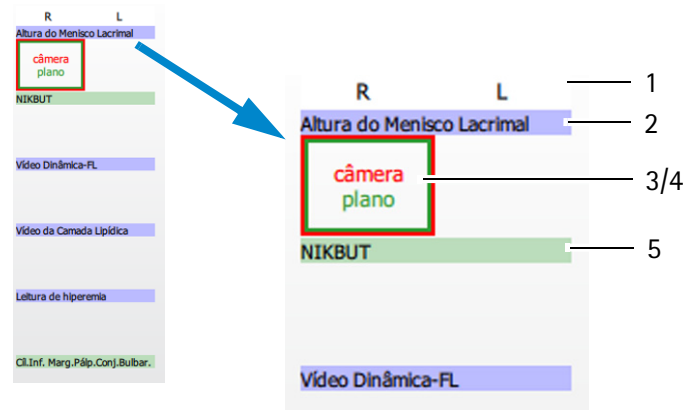 R L
Altura do Menisco Lacrimal
câmera
plano
NIKBUT
Vídeo Dinâmica-FL
Vídeo da Camada Lipídica
Leitura de hiperemia
Cíl.Inf. Marg.Pálp.Conj.Bulbar.
R L
Altura do Menisco Lacrimal
câmera
plano
NIKBUT
Vídeo Dinâmica-FL
1
2
3/4
5